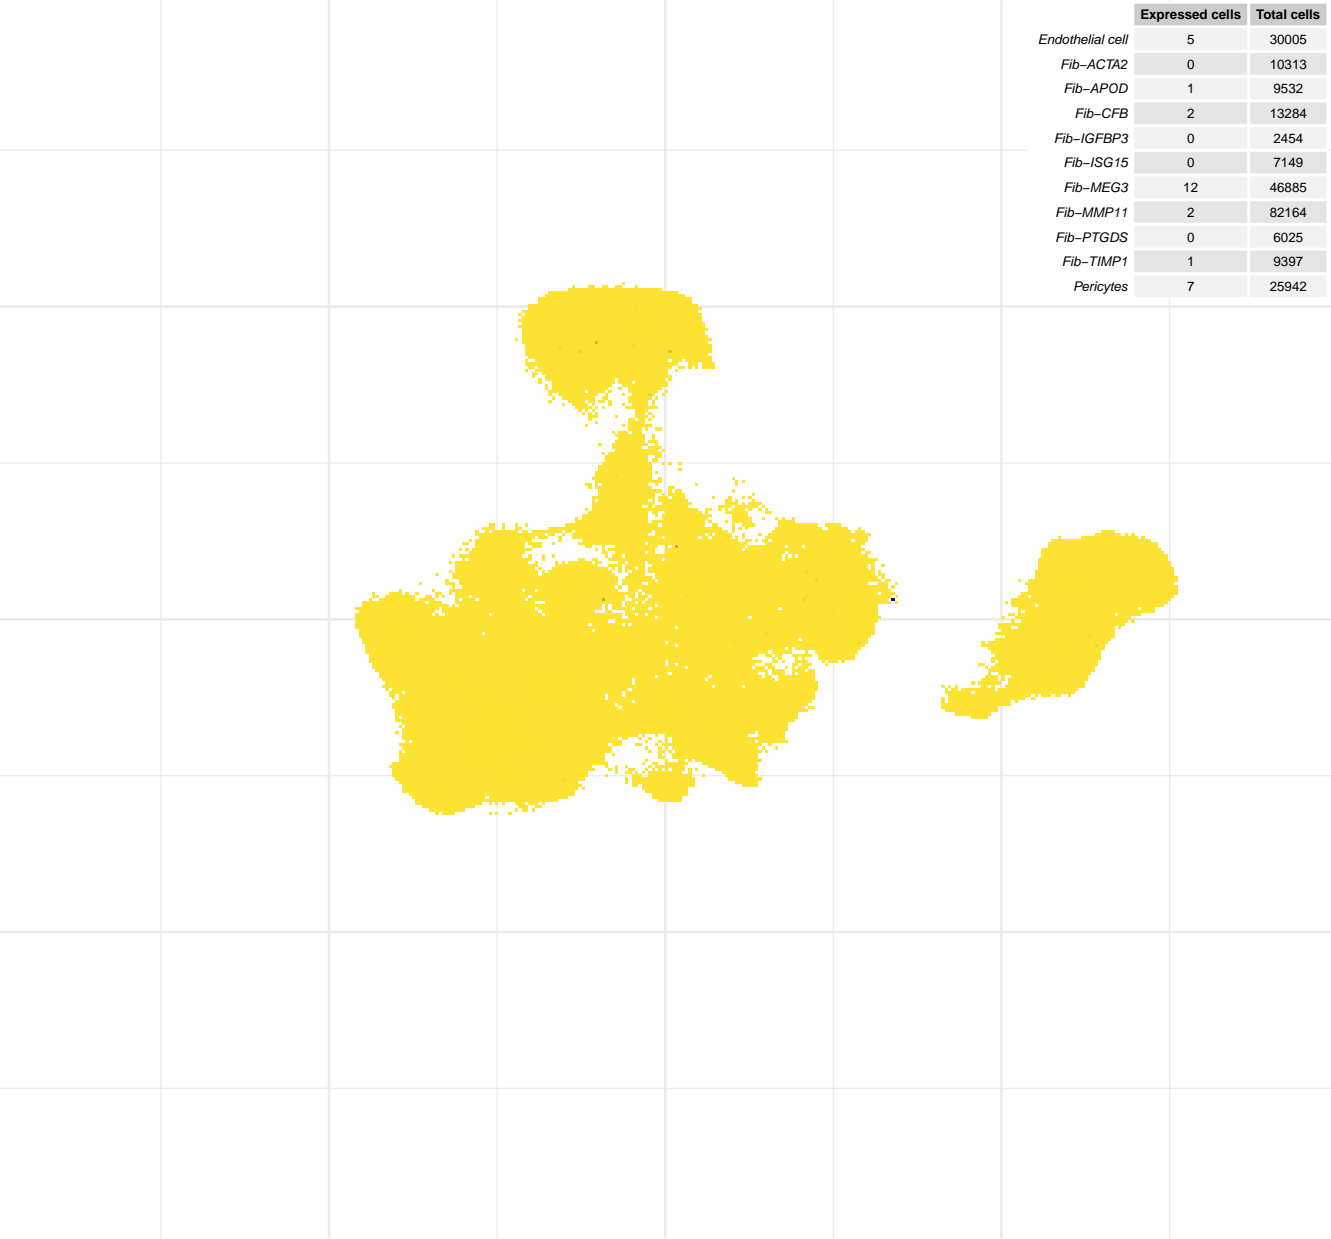 Expressed cells Total cells
Endothelial cell 5 30005
Fib−ACTA2 0 10313
Fib−APOD 1 9532
Fib−CFB 2 13284
Fib−IGFBP3 0 2454
Fib−ISG15 0 7149
Fib−MEG3 12 46885
Fib−MMP11 2 82164
Fib−PTGDS 0 6025
Fib−TIMP1 1 9397
Pericytes 7 25942